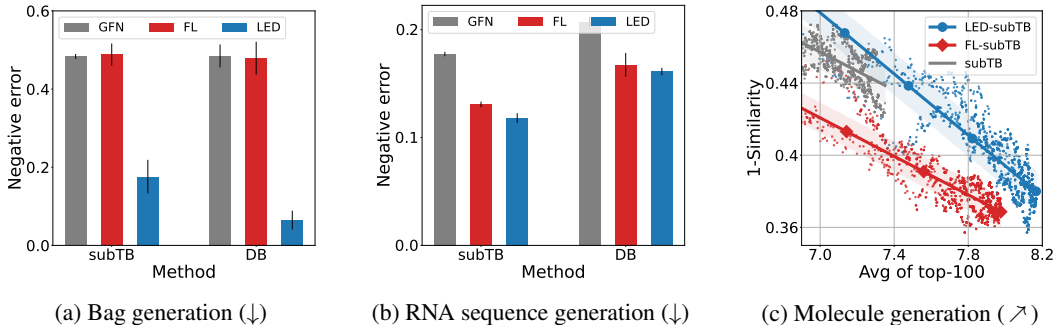 GFN FL LED
Negative error
0.6
0.4
0.2
0.0
subTB DB
Method
(a) Bag generation (↓)
GFN FL LED
Negative error
0.2
0.1
0.0
subTB DB
Method
(b) RNA sequence generation (↓)
LED-subTB
FL-subTB
subTB
1-Similarity
0.48
0.44
0.4
0.36
7.0 7.4 7.8 8.2
Avg of top-100
(c) Molecule generation (↗)